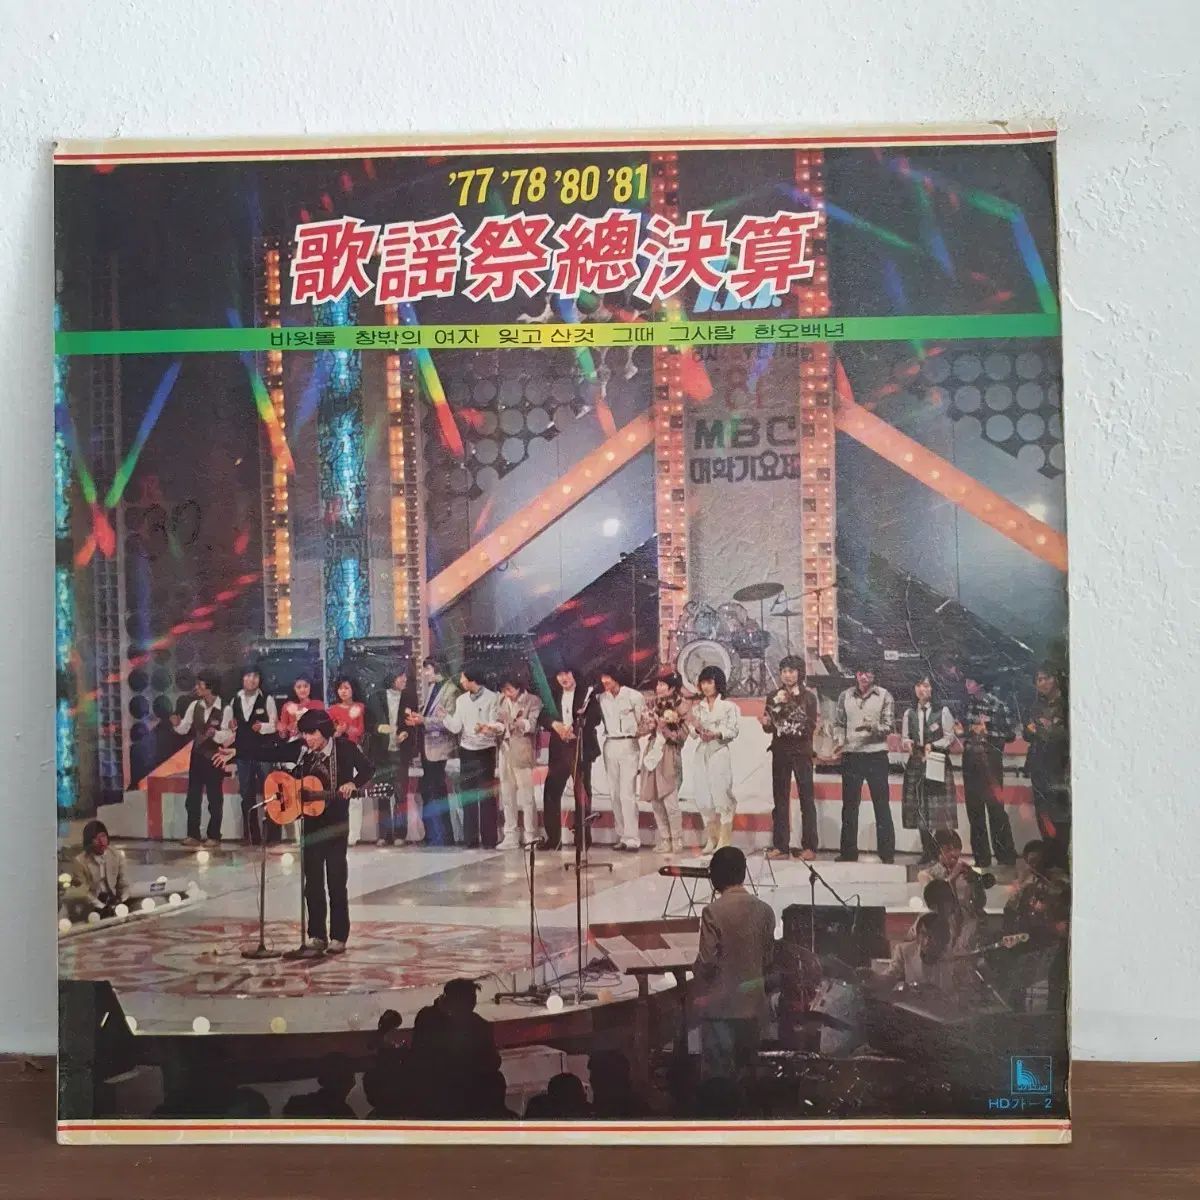 '77 '78 '80 '81
歌謡祭總決算
바윗돌 창밖의 여자 잊고 산것 그때 그사람 한오백년
MBC
대학가요제
HD가-2